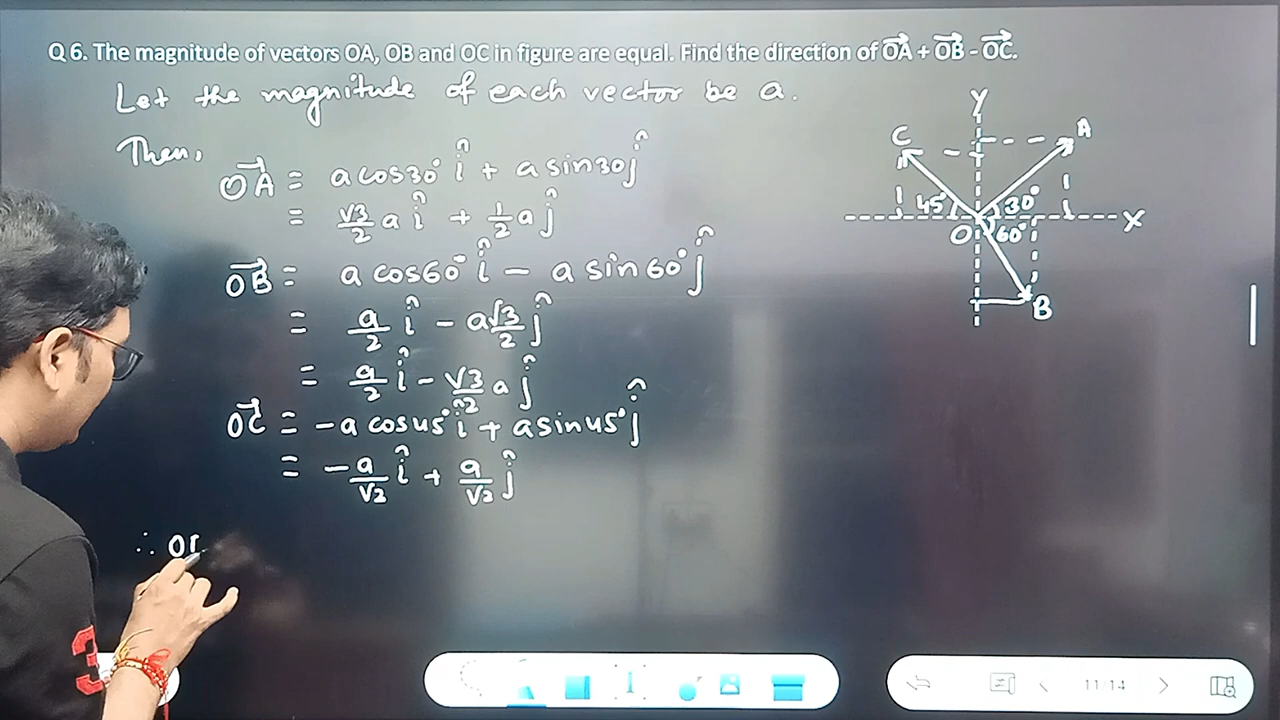 Q 6. The magnitude of vectors OA, OB and OC in figure are equal. Find the direction of OA⃗ + OB⃗ - OC⃗.
Let the magnitude of each vector be a.
Then,
OA⃗ = a cos30° î + a sin30 ĵ
= √3/2 a î + 1/2 a ĵ
OB⃗ = a cos60° î − a sin60° ĵ
= a/2 î − a√3/2 ĵ
= a/2 î − √3/2 a ĵ
OC⃗ = −a cos45° î + a sin45° ĵ
= −a/√2 î + a/√2 ĵ
∴ O
Y
C
A
45°
30°
O
60°
X
B
3
11/14